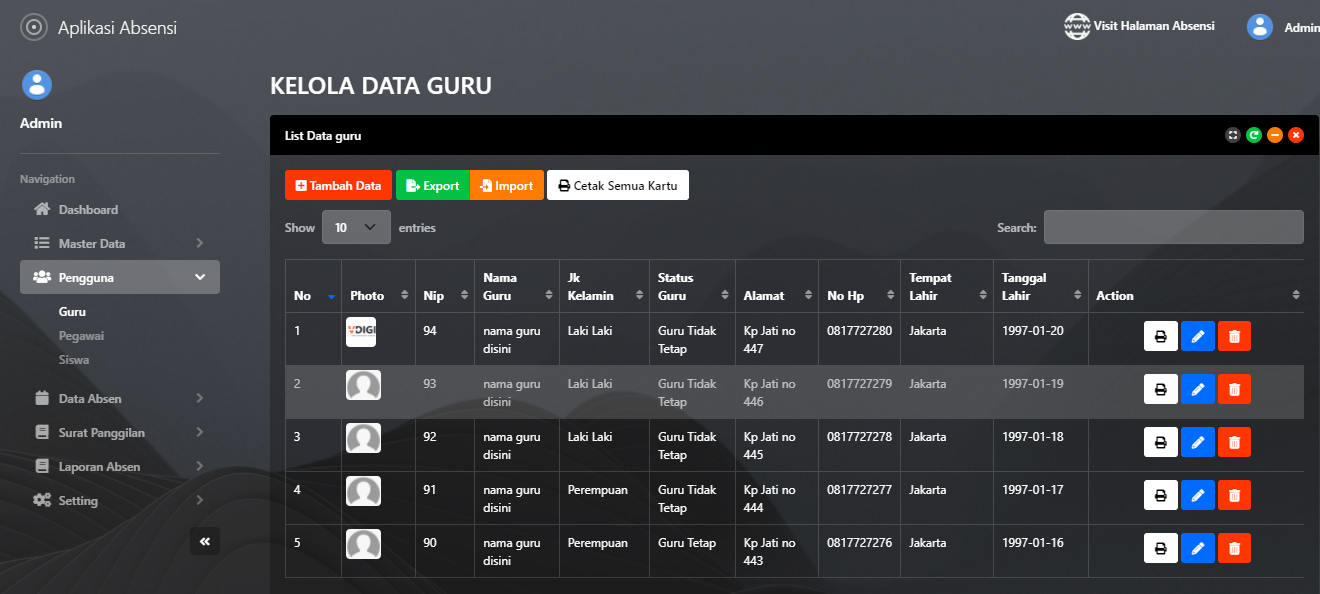 Aplikasi Absensi
www Visit Halaman Absensi
Admin
Admin
Navigation
Dashboard
Master Data
Pengguna
Guru
Pegawai
Siswa
Data Absen
Surat Panggilan
Laporan Absen
Setting
KELOLA DATA GURU
List Data guru
Tambah Data Export Import Cetak Semua Kartu
Show 10 entries Search:
No Photo Nip Nama Guru Jk Kelamin Status Guru Alamat No Hp Tempat Lahir Tanggal Lahir Action
1 VDIGI 94 nama guru disini Laki Laki Guru Tidak Tetap Kp Jati no 447 0817727280 Jakarta 1997-01-20
2 93 nama guru disini Laki Laki Guru Tidak Tetap Kp Jati no 446 0817727279 Jakarta 1997-01-19
3 92 nama guru disini Laki Laki Guru Tidak Tetap Kp Jati no 445 0817727278 Jakarta 1997-01-18
4 91 nama guru disini Perempuan Guru Tidak Tetap Kp Jati no 444 0817727277 Jakarta 1997-01-17
5 90 nama guru disini Perempuan Guru Tetap Kp Jati no 443 0817727276 Jakarta 1997-01-16